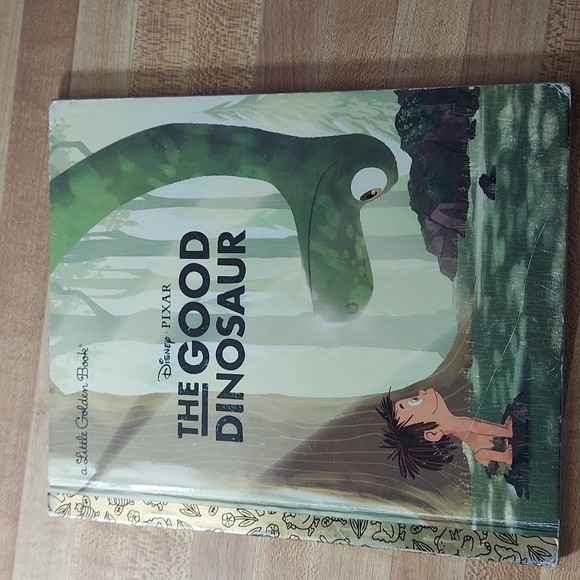 a Little Golden Book®
DISNEY · PIXAR
THE GOOD
DINOSAUR